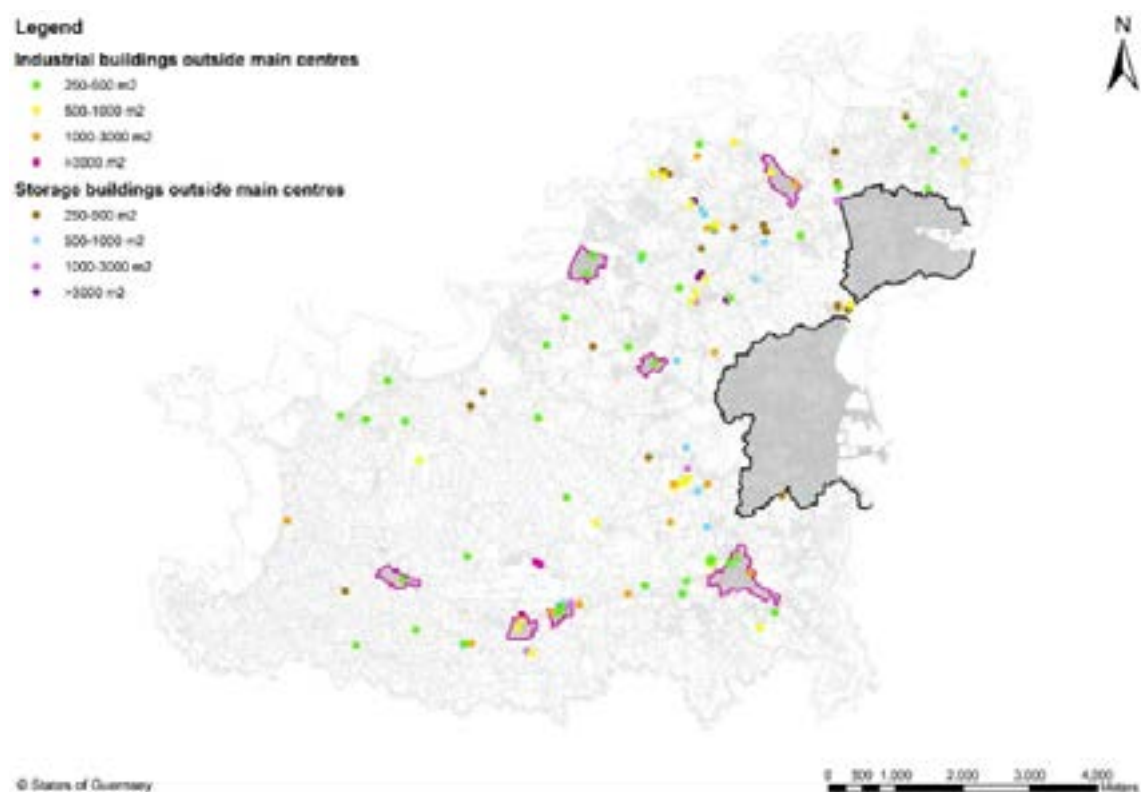 Legend
Industrial buildings outside main centres
250-500 m2
500-1000 m2
1000-3000 m2
>3000 m2
Storage buildings outside main centres
250-500 m2
500-1000 m2
1000-3000 m2
>3000 m2
N
© States of Guernsey
0 500 1,000 2,000 3,000 4,000
Metres